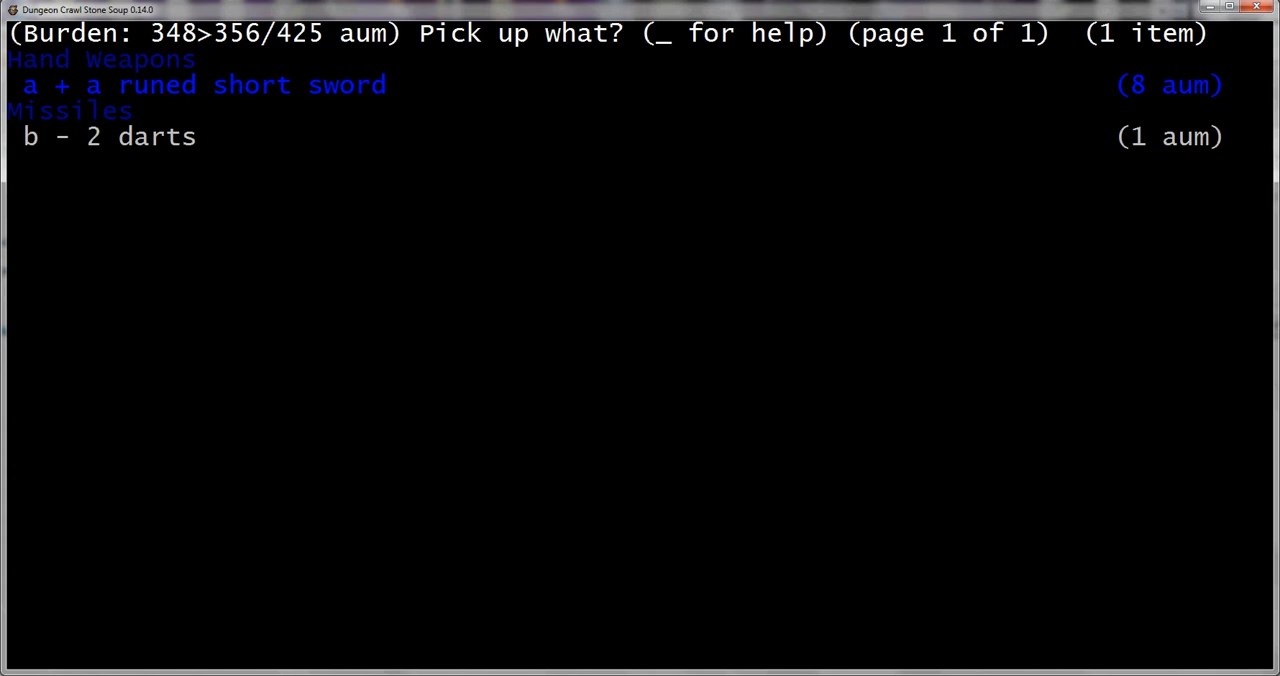 Dungeon Crawl Stone Soup 0.14.0
(Burden: 348>356/425 aum) Pick up what? (_ for help) (page 1 of 1) (1 item)
Hand Weapons
a + a runed short sword (8 aum)
Missiles
b - 2 darts (1 aum)